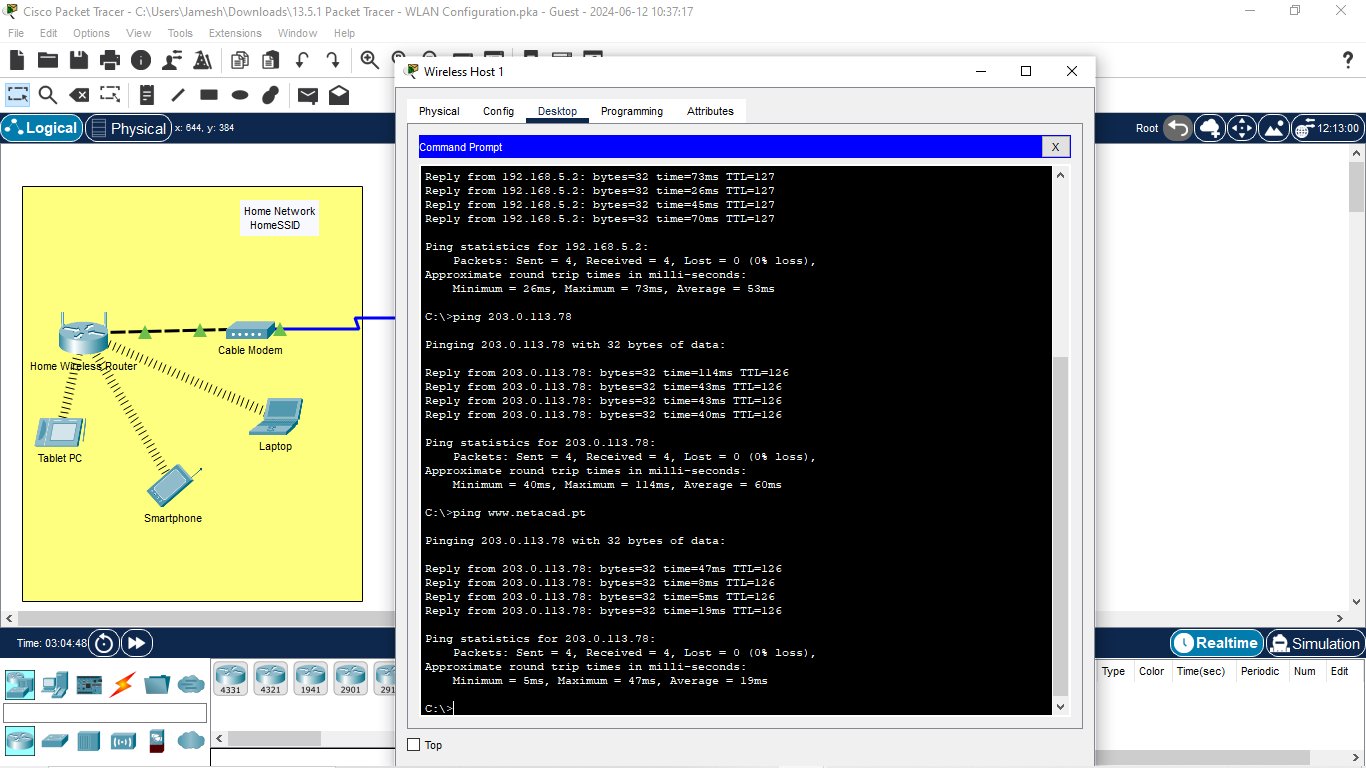 Cisco Packet Tracer - C:\Users\Jamesh\Downloads\13.5.1 Packet Tracer - WLAN Configuration.pka - Guest - 2024-06-12 10:37:17
File Edit Options View Tools Extensions Window Help
Wireless Host 1
Physical Config Desktop Programming Attributes
Logical Physical x: 644, y: 384
Root 12:13:00
Command Prompt X
Reply from 192.168.5.2: bytes=32 time=73ms TTL=127
Reply from 192.168.5.2: bytes=32 time=26ms TTL=127
Reply from 192.168.5.2: bytes=32 time=45ms TTL=127
Reply from 192.168.5.2: bytes=32 time=70ms TTL=127
Ping statistics for 192.168.5.2:
Packets: Sent = 4, Received = 4, Lost = 0 (0% loss),
Approximate round trip times in milli-seconds:
Minimum = 26ms, Maximum = 73ms, Average = 53ms
C:\>ping 203.0.113.78
Pinging 203.0.113.78 with 32 bytes of data:
Reply from 203.0.113.78: bytes=32 time=114ms TTL=126
Reply from 203.0.113.78: bytes=32 time=43ms TTL=126
Reply from 203.0.113.78: bytes=32 time=43ms TTL=126
Reply from 203.0.113.78: bytes=32 time=40ms TTL=126
Ping statistics for 203.0.113.78:
Packets: Sent = 4, Received = 4, Lost = 0 (0% loss),
Approximate round trip times in milli-seconds:
Minimum = 40ms, Maximum = 114ms, Average = 60ms
C:\>ping www.netacad.pt
Pinging 203.0.113.78 with 32 bytes of data:
Reply from 203.0.113.78: bytes=32 time=47ms TTL=126
Reply from 203.0.113.78: bytes=32 time=8ms TTL=126
Reply from 203.0.113.78: bytes=32 time=5ms TTL=126
Reply from 203.0.113.78: bytes=32 time=19ms TTL=126
Ping statistics for 203.0.113.78:
Packets: Sent = 4, Received = 4, Lost = 0 (0% loss),
Approximate round trip times in milli-seconds:
Minimum = 5ms, Maximum = 47ms, Average = 19ms
C:\>
Top
Home Network
HomeSSID
Cable Modem
Home Wireless Router
Laptop
Tablet PC
Smartphone
Time: 03:04:48
Realtime Simulation
4331 4321 1941 2901 291
Type Color Time(sec) Periodic Num Edit